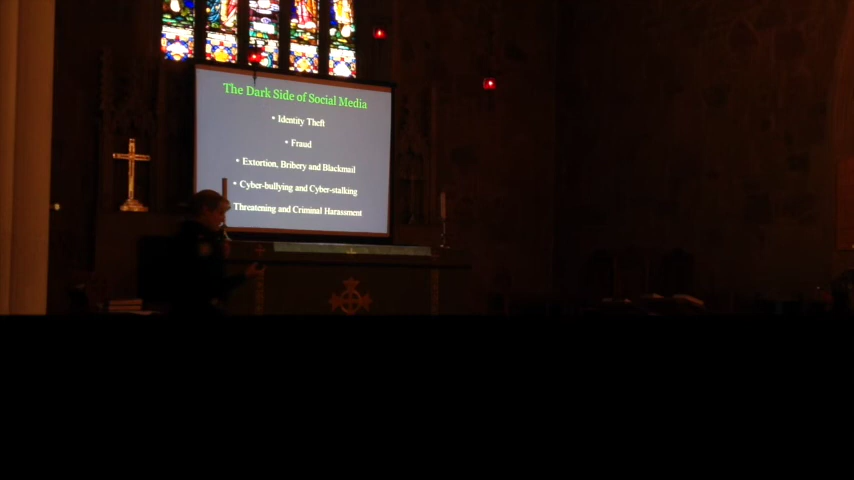 The Dark Side of Social Media
• Identity Theft
• Fraud
• Extortion, Bribery and Blackmail
• Cyber-bullying and Cyber-stalking
Threatening and Criminal Harassment